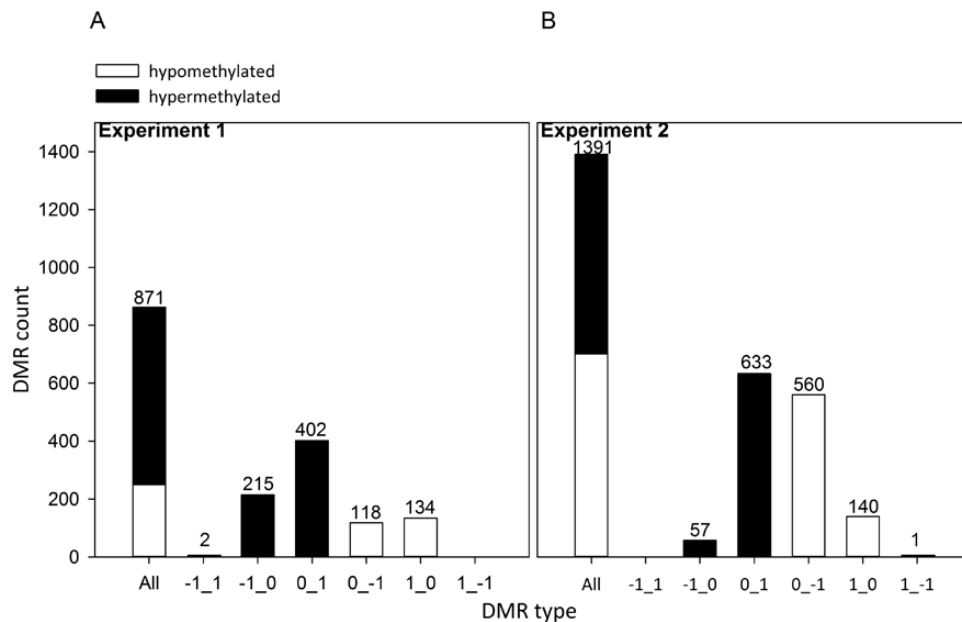 A
B
hypomethylated
hypermethylated
Experiment 1
Experiment 2
1400
1200
1000
800
600
400
200
0
DMR count
871
2
215
402
118
134
1391
57
633
560
140
1
All -1_1 -1_0 0_1 0_-1 1_0 1_-1
All -1_1 -1_0 0_1 0_-1 1_0 1_-1
DMR type